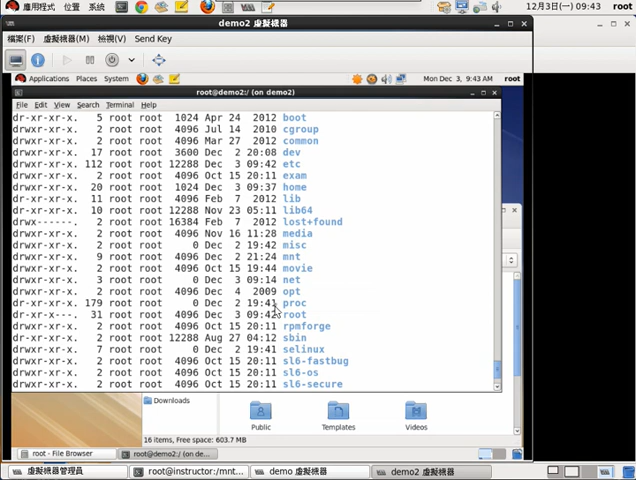 應用程式 位置 系統 12月3日(一) 09:43 root
demo2 虛擬機器
檔案(F) 虛擬機器(M) 檢視(V) Send Key
Applications Places System Mon Dec 3, 9:43 AM root
root@demo2:/ (on demo2)
File Edit View Search Terminal Help
dr-xr-xr-x. 5 root root 1024 Apr 24 2012 boot
drwxr-xr-x. 2 root root 4096 Jul 14 2010 cgroup
drwxr-xr-x. 2 root root 4096 Mar 27 2012 common
drwxr-xr-x. 17 root root 3600 Dec 2 20:08 dev
drwxr-xr-x. 112 root root 12288 Dec 3 09:42 etc
drwxr-xr-x. 2 root root 4096 Oct 15 20:11 exam
drwxr-xr-x. 20 root root 1024 Dec 3 09:37 home
dr-xr-xr-x. 11 root root 4096 Feb 7 2012 lib
dr-xr-xr-x. 10 root root 12288 Nov 23 05:11 lib64
drwx------. 2 root root 16384 Feb 7 2012 lost+found
drwxr-xr-x. 2 root root 4096 Nov 16 11:28 media
drwxr-xr-x. 2 root root 0 Dec 2 19:42 misc
drwxr-xr-x. 9 root root 4096 Dec 2 21:24 mnt
drwxr-xr-x. 2 root root 4096 Oct 15 19:44 movie
drwxr-xr-x. 3 root root 0 Dec 3 09:14 net
drwxr-xr-x. 2 root root 4096 Dec 4 2009 opt
dr-xr-xr-x. 179 root root 0 Dec 2 19:41 proc
dr-xr-x---. 31 root root 4096 Dec 3 09:42 root
drwxr-xr-x. 2 root root 4096 Oct 15 20:11 rpmforge
dr-xr-xr-x. 2 root root 12288 Aug 27 04:12 sbin
drwxr-xr-x. 7 root root 0 Dec 2 19:41 selinux
drwxr-xr-x. 2 root root 4096 Oct 15 20:11 sl6-fastbug
drwxr-xr-x. 2 root root 4096 Oct 15 20:11 sl6-os
drwxr-xr-x. 2 root root 4096 Oct 15 20:11 sl6-secure
Downloads
Public Templates Videos
16 items, Free space: 603.7 MB
root - File Browser root@demo2:/ (on de...
虛擬機器管理員 root@instructor:/mnt... demo 虛擬機器 demo2 虛擬機器